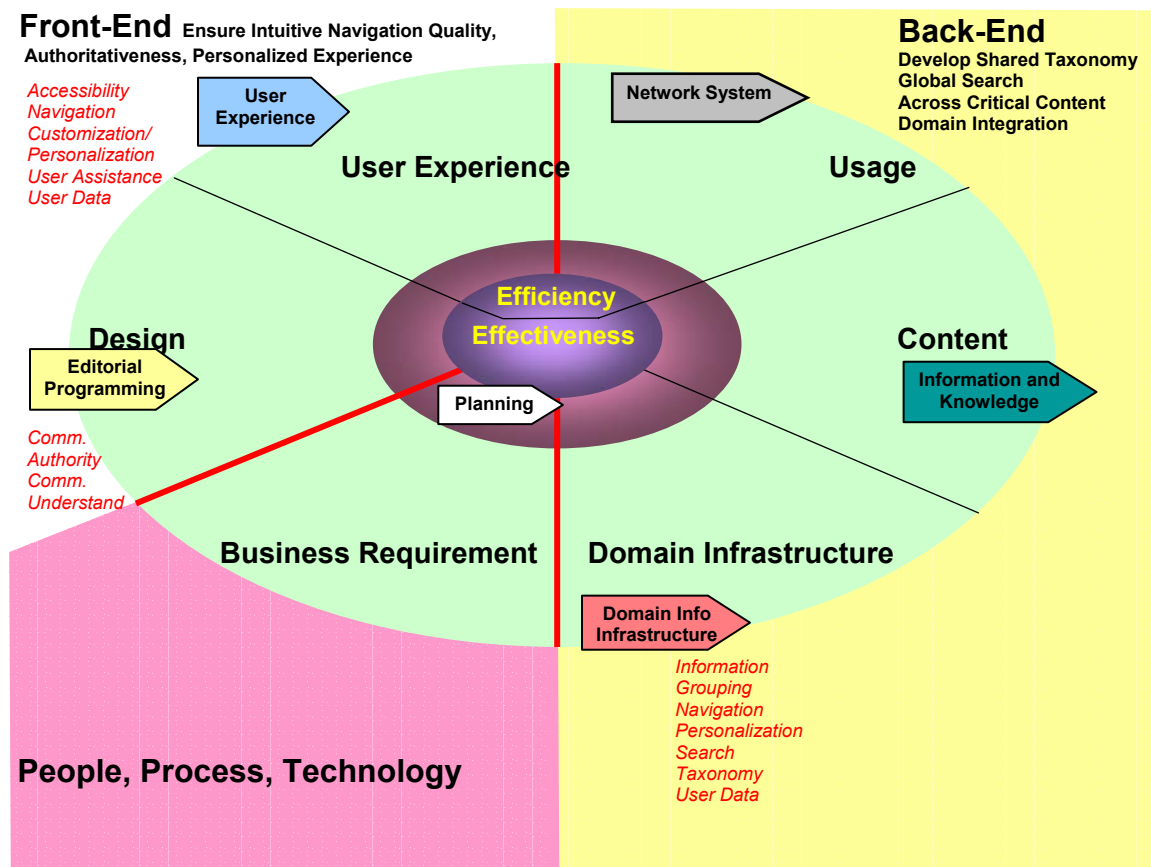 Front-End Ensure Intuitive Navigation Quality,
Authoritativeness, Personalized Experience
Accessibility
Navigation
Customization/
Personalization
User Assistance
User Data
User
Experience
Network System
Back-End
Develop Shared Taxonomy
Global Search
Across Critical Content
Domain Integration
User Experience
Usage
Efficiency
Effectiveness
Design
Editorial
Programming
Comm.
Authority
Comm.
Understand
Planning
Content
Information and
Knowledge
Business Requirement
Domain Infrastructure
Domain Info
Infrastructure
Information
Grouping
Navigation
Personalization
Search
Taxonomy
User Data
People, Process, Technology